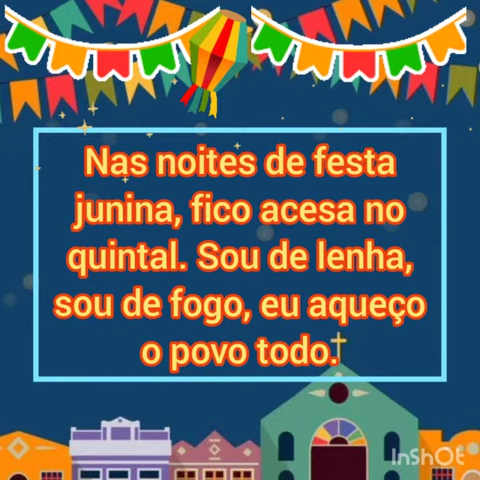 Nas noites de festa
junina, fico acesa no
quintal. Sou de lenha,
sou de fogo, eu aqueço
o povo todo.
InShOt